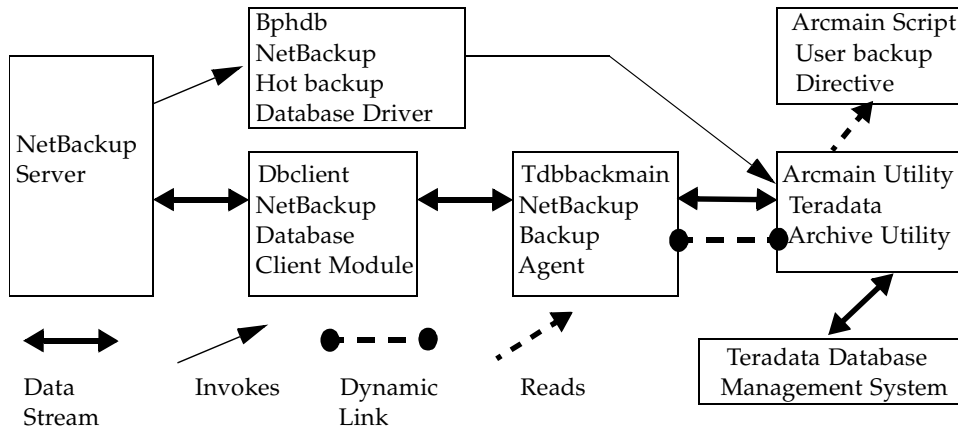 Bphdb
NetBackup
Hot backup
Database Driver
Arcmain Script
User backup
Directive
NetBackup
Server
Dbclient
NetBackup
Database
Client Module
Tdbbackmain
NetBackup
Backup
Agent
Arcmain Utility
Teradata
Archive Utility
Teradata Database
Management System
Data
Stream
Invokes
Dynamic
Link
Reads